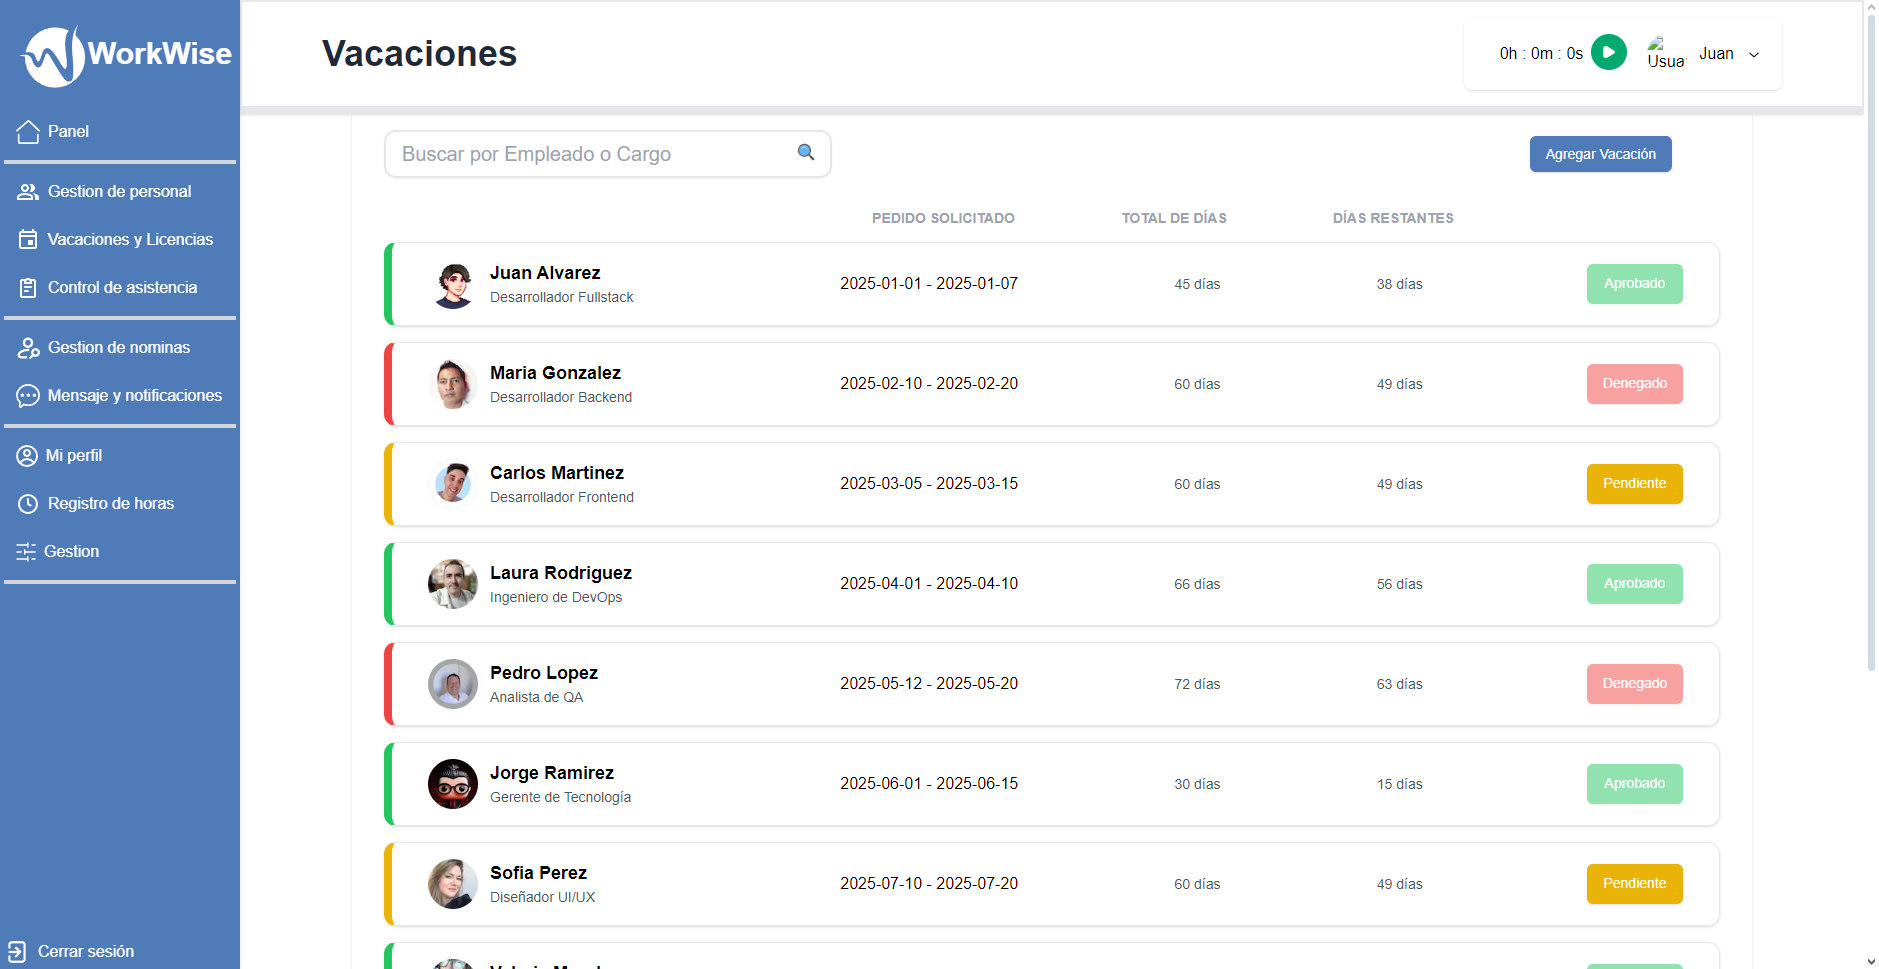 WorkWise
Vacaciones
0h : 0m : 0s
Usua
Juan
Panel
Gestion de personal
Vacaciones y Licencias
Control de asistencia
Gestion de nominas
Mensaje y notificaciones
Mi perfil
Registro de horas
Gestion
Cerrar sesión
Buscar por Empleado o Cargo
Agregar Vacación
PEDIDO SOLICITADO TOTAL DE DÍAS DÍAS RESTANTES
Juan Alvarez
Desarrollador Fullstack
2025-01-01 - 2025-01-07 45 días 38 días Aprobado
Maria Gonzalez
Desarrollador Backend
2025-02-10 - 2025-02-20 60 días 49 días Denegado
Carlos Martinez
Desarrollador Frontend
2025-03-05 - 2025-03-15 60 días 49 días Pendiente
Laura Rodriguez
Ingeniero de DevOps
2025-04-01 - 2025-04-10 66 días 56 días Aprobado
Pedro Lopez
Analista de QA
2025-05-12 - 2025-05-20 72 días 63 días Denegado
Jorge Ramirez
Gerente de Tecnología
2025-06-01 - 2025-06-15 30 días 15 días Aprobado
Sofia Perez
Diseñador UI/UX
2025-07-10 - 2025-07-20 60 días 49 días Pendiente